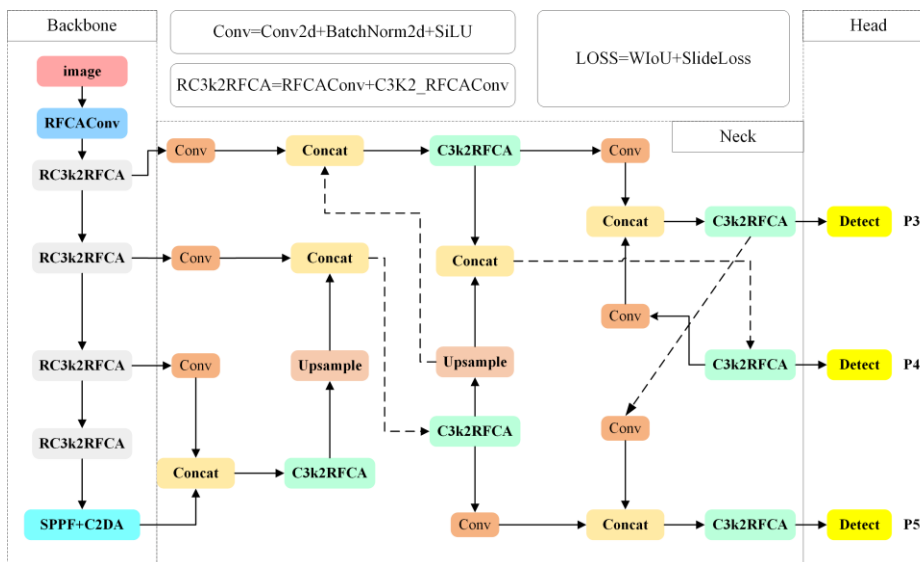 Backbone
Conv=Conv2d+BatchNorm2d+SiLU
RC3k2RFCA=RFCAConv+C3K2_RFCAConv
LOSS=WIoU+SlideLoss
Head
Neck
image
RFCAConv
RC3k2RFCA
Conv
Concat
C3k2RFCA
Conv
Concat
C3k2RFCA
Detect
P3
RC3k2RFCA
Conv
Concat
Concat
Conv
RC3k2RFCA
Conv
Upsample
Upsample
C3k2RFCA
Detect
P4
RC3k2RFCA
C3k2RFCA
Conv
Concat
C3k2RFCA
SPPF+C2DA
Conv
Concat
C3k2RFCA
Detect
P5